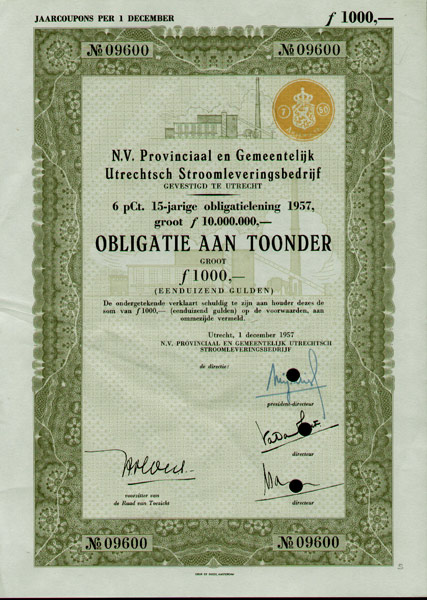 JAARCOUPONS PER 1 DECEMBER
f 1000,—
№ 09600
№ 09600
N.V. Provinciaal en Gemeentelijk
Utrechtsch Stroomleveringsbedrijf
GEVESTIGD TE UTRECHT
6 pCt. 15-jarige obligatielening 1957,
groot f 10.000.000,—
OBLIGATIE AAN TOONDER
GROOT
f 1000,—
(EENDUIZEND GULDEN)
De ondergetekende verklaart schuldig te zijn aan houder dezes de
som van f 1000,— (eenduizend gulden) op de voorwaarden, aan
ommezijde vermeld.
Utrecht, 1 december 1957
N.V. PROVINCIAAL EN GEMEENTELIJK UTRECHTSCH
STROOMLEVERINGSBEDRIJF
de directie:
president-directeur
directeur
voorzitter van
de Raad van Toezicht
directeur
№ 09600
№ 09600